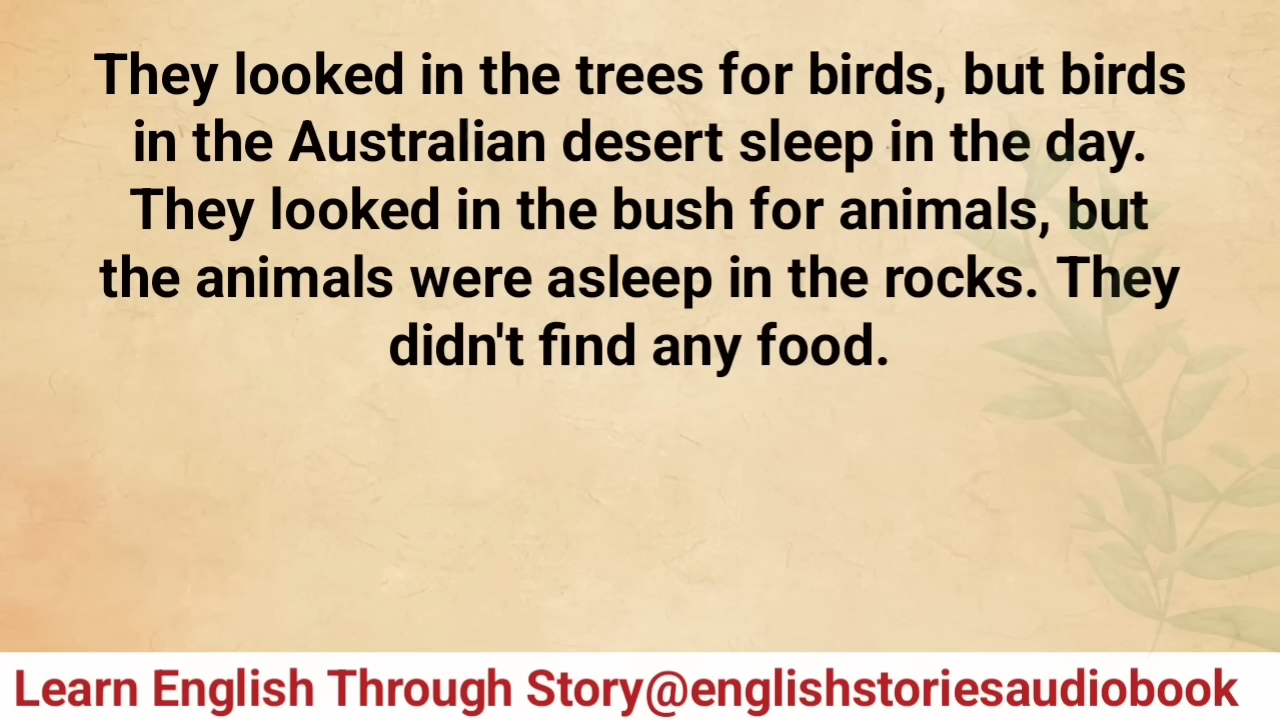 They looked in the trees for birds, but birds
in the Australian desert sleep in the day.
They looked in the bush for animals, but
the animals were asleep in the rocks. They
didn't find any food.
Learn English Through Story@englishstoriesaudiobook